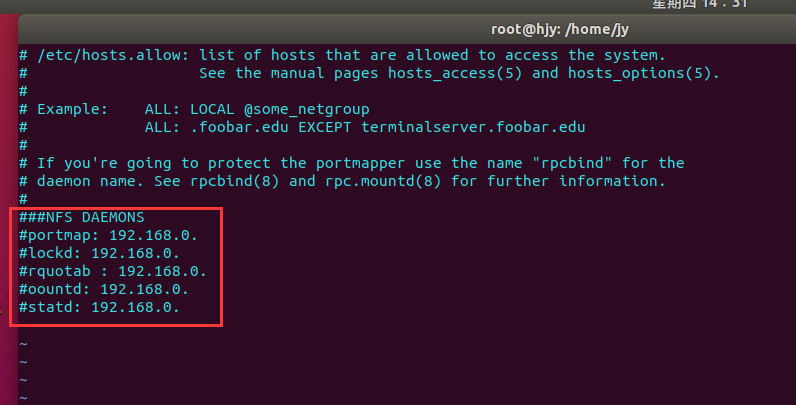 星期四 14 : 31
root@hjy: /home/jy
# /etc/hosts.allow: list of hosts that are allowed to access the system.
#                   See the manual pages hosts_access(5) and hosts_options(5).
#
# Example:    ALL: LOCAL @some_netgroup
#             ALL: .foobar.edu EXCEPT terminalserver.foobar.edu
#
# If you're going to protect the portmapper use the name "rpcbind" for the
# daemon name. See rpcbind(8) and rpc.mountd(8) for further information.
#
###NFS DAEMONS
#portmap: 192.168.0.
#lockd: 192.168.0.
#rquotab : 192.168.0.
#oountd: 192.168.0.
#statd: 192.168.0.
~
~
~
~